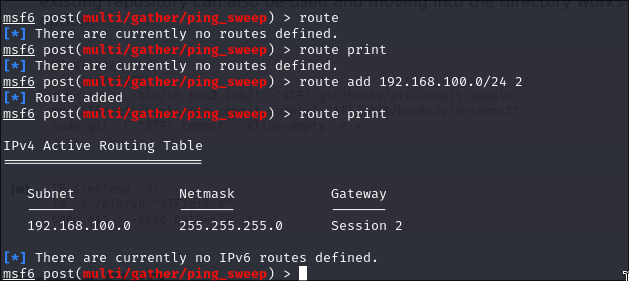 msf6 post(multi/gather/ping_sweep) > route
[*] There are currently no routes defined.
msf6 post(multi/gather/ping_sweep) > route print
[*] There are currently no routes defined.
msf6 post(multi/gather/ping_sweep) > route add 192.168.100.0/24 2
[*] Route added
msf6 post(multi/gather/ping_sweep) > route print
IPv4 Active Routing Table
=========================
Subnet Netmask Gateway
------ ------- -------
192.168.100.0 255.255.255.0 Session 2
[*] There are currently no IPv6 routes defined.
msf6 post(multi/gather/ping_sweep) >